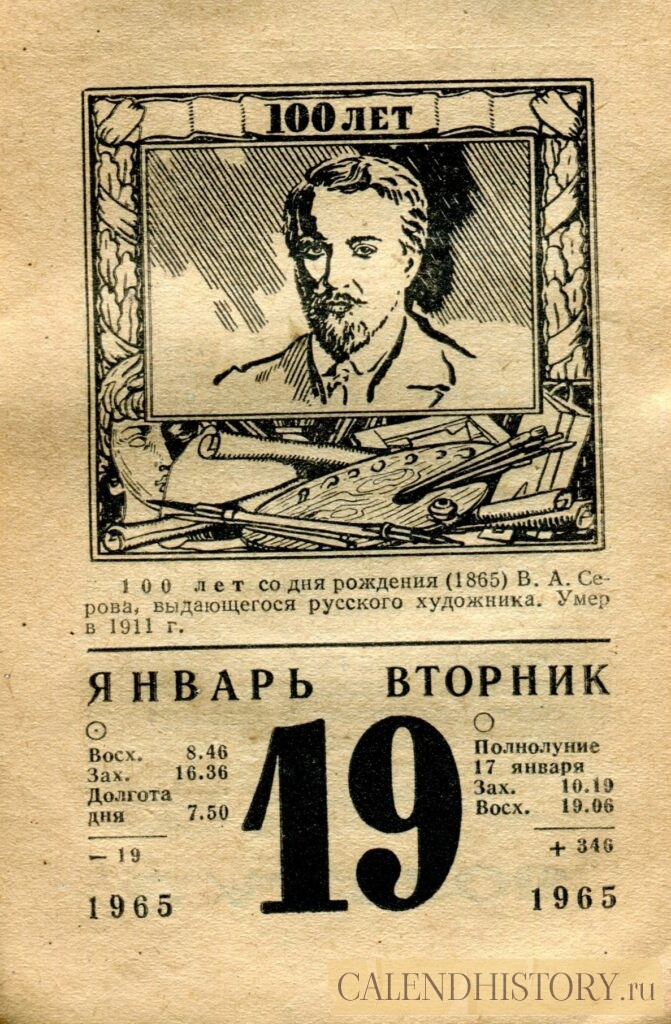 100 ЛЕТ
100 лет со дня рождения (1865) В. А. Се-
рова, выдающегося русского художника. Умер
в 1911 г.
ЯНВАРЬ ВТОРНИК
Восх. 8.46
Зах. 16.36
Долгота
дня 7.50
— 19
1965
19
Полнолуние
17 января
Зах. 10.19
Восх. 19.06
+ 346
1965
CALENDHISTORY.ru